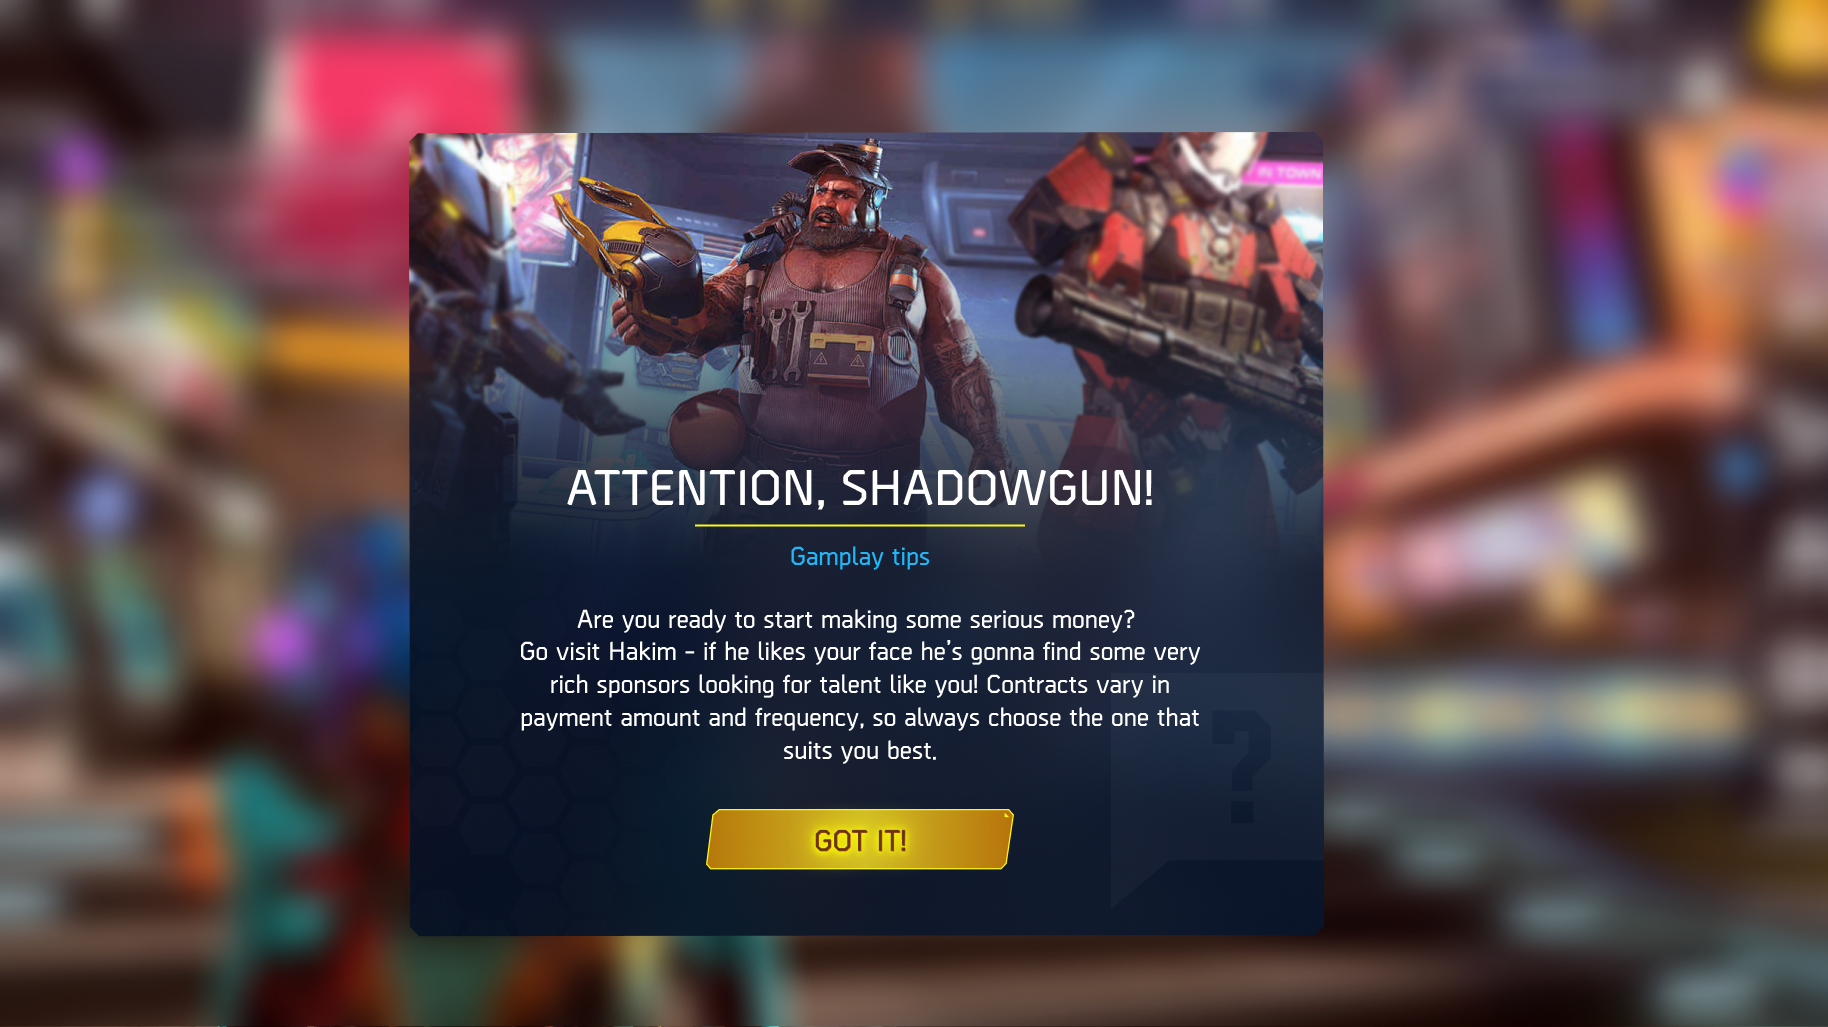 IN TOWN
ATTENTION, SHADOWGUN!
Gamplay tips
Are you ready to start making some serious money?
Go visit Hakim - if he likes your face he's gonna find some very
rich sponsors looking for talent like you! Contracts vary in
payment amount and frequency, so always choose the one that
suits you best.
?
GOT IT!